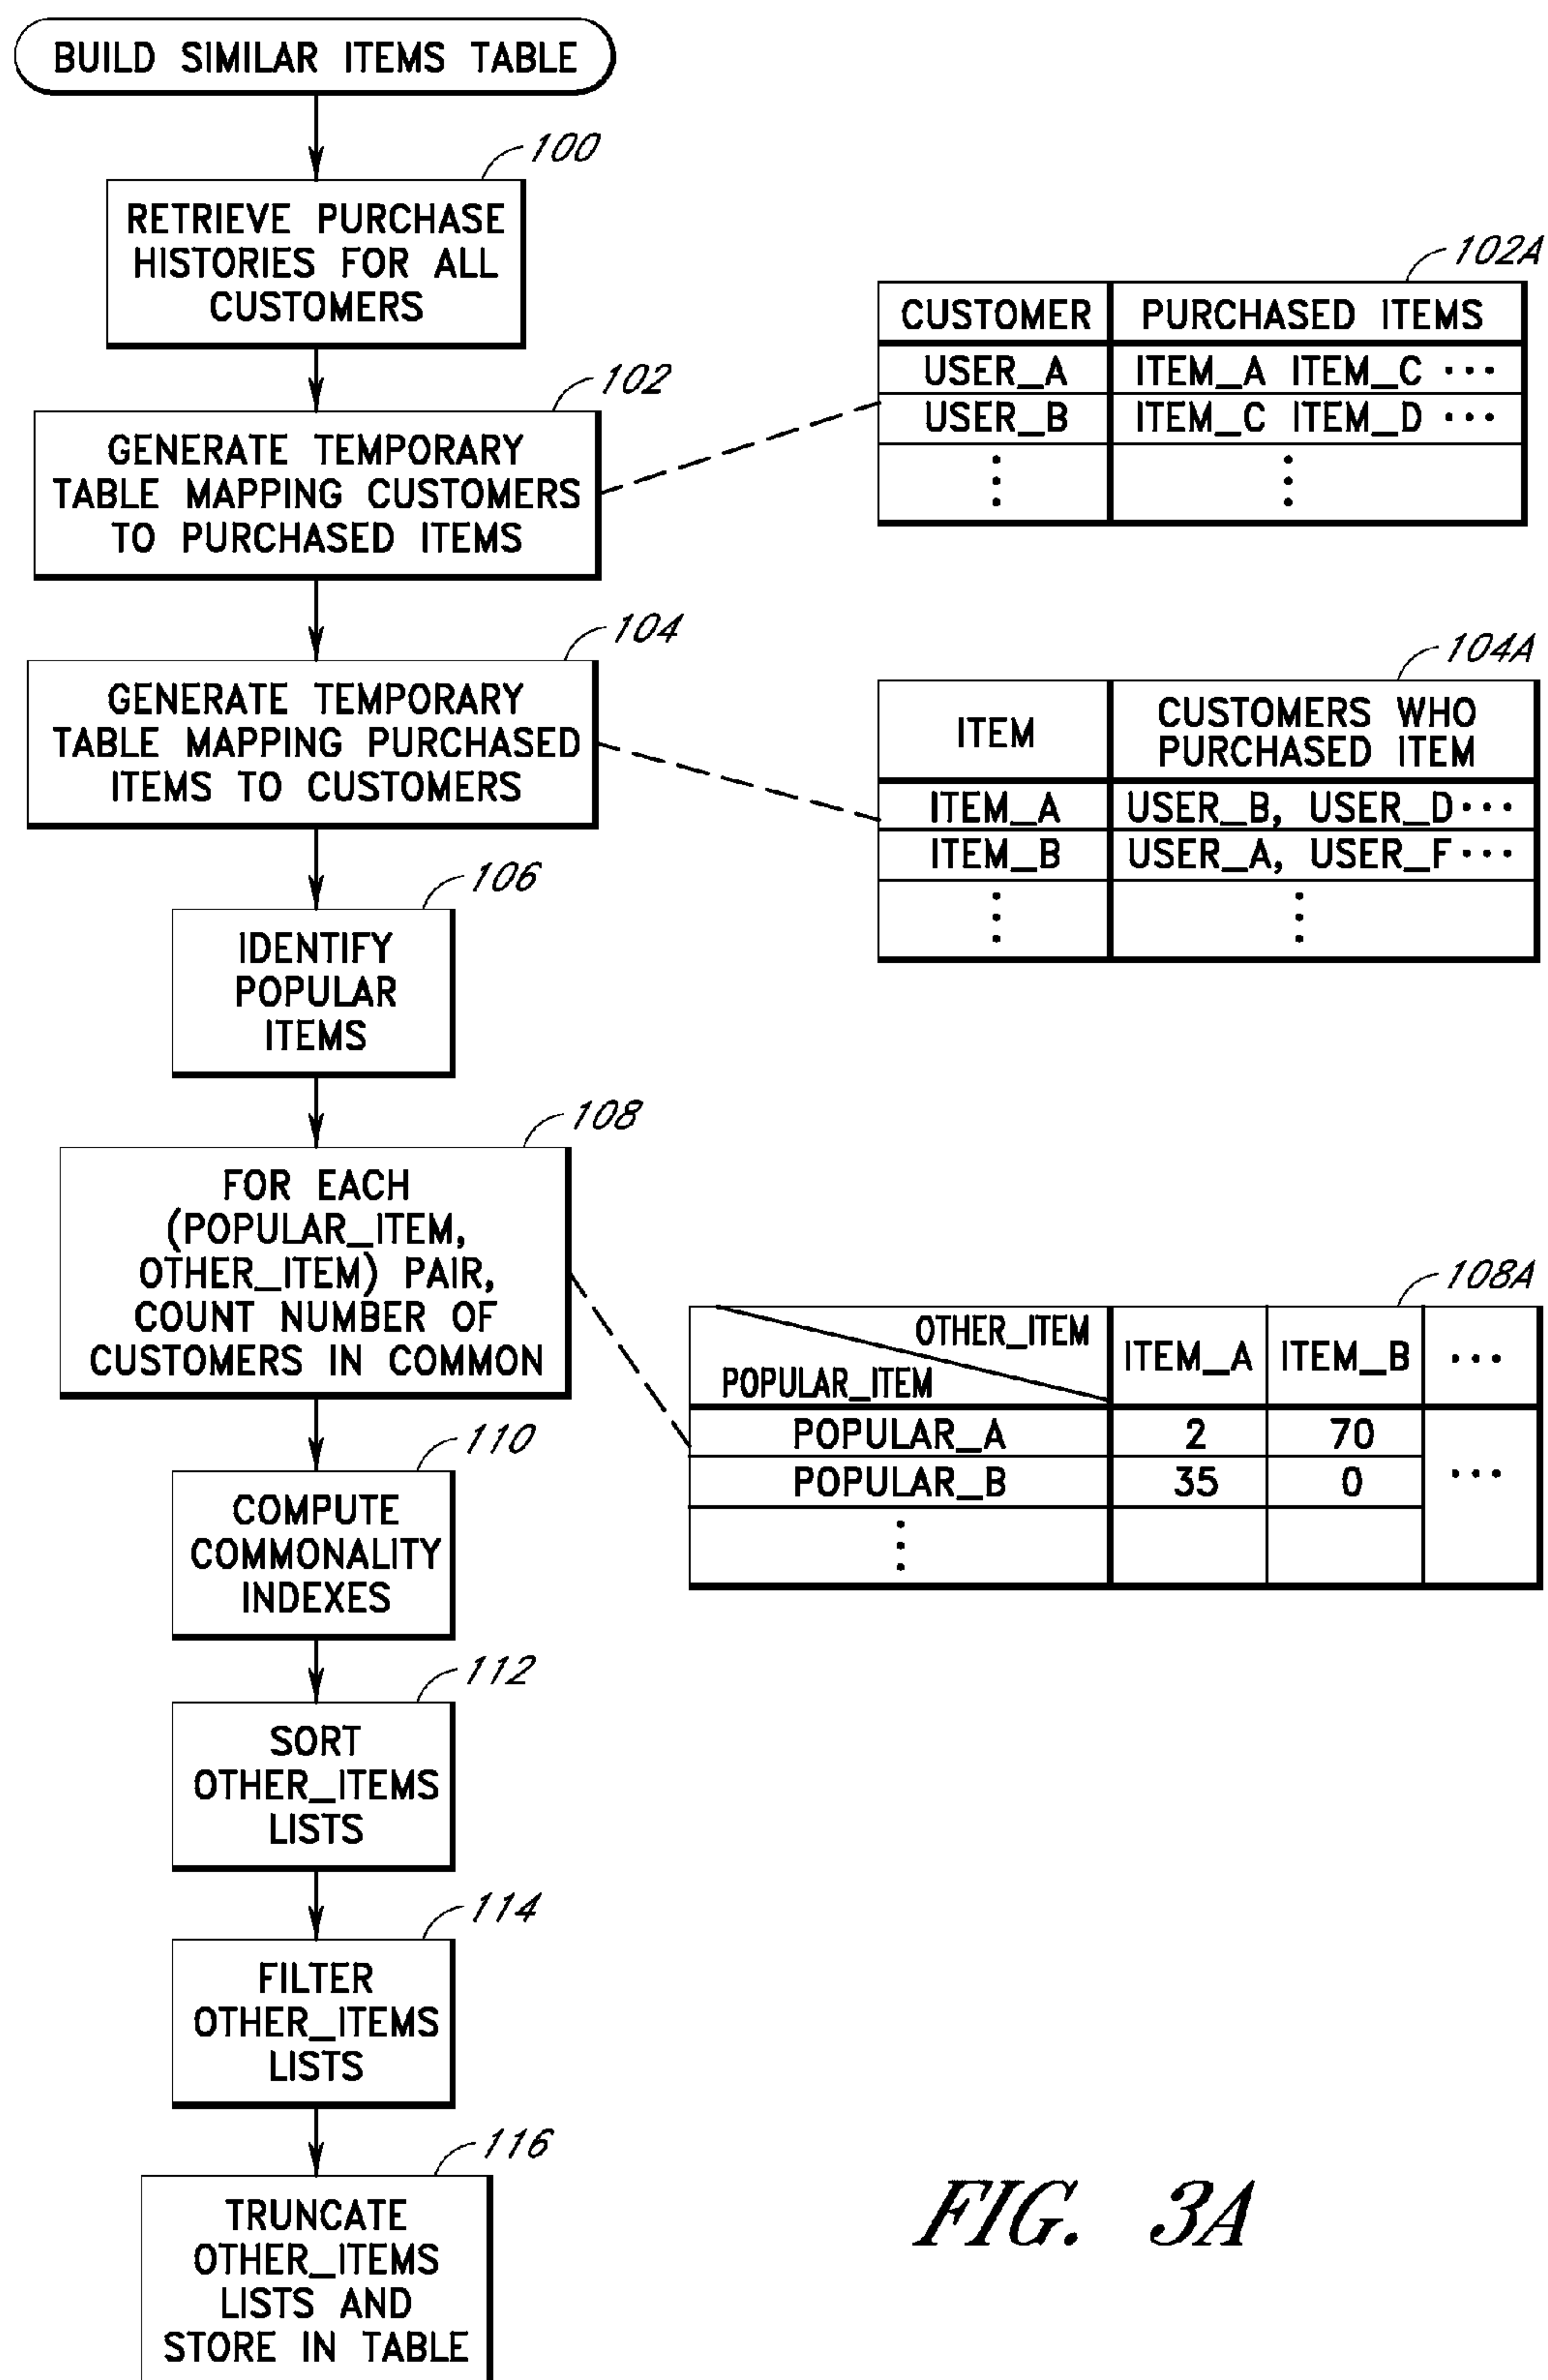 BUILD SIMILAR ITEMS TABLE
100
RETRIEVE PURCHASE
HISTORIES FOR ALL
CUSTOMERS
102
GENERATE TEMPORARY
TABLE MAPPING CUSTOMERS
TO PURCHASED ITEMS
102A
CUSTOMER PURCHASED ITEMS
USER_A ITEM_A ITEM_C ···
USER_B ITEM_C ITEM_D ···
104
GENERATE TEMPORARY
TABLE MAPPING PURCHASED
ITEMS TO CUSTOMERS
104A
ITEM
CUSTOMERS WHO
PURCHASED ITEM
ITEM_A USER_B, USER_D···
ITEM_B USER_A, USER_F···
106
IDENTIFY
POPULAR
ITEMS
108
FOR EACH
(POPULAR_ITEM,
OTHER_ITEM) PAIR,
COUNT NUMBER OF
CUSTOMERS IN COMMON
108A
OTHER_ITEM
POPULAR_ITEM
ITEM_A ITEM_B ···
POPULAR_A 2 70
POPULAR_B 35 0 ···
110
COMPUTE
COMMONALITY
INDEXES
112
SORT
OTHER_ITEMS
LISTS
114
FILTER
OTHER_ITEMS
LISTS
116
TRUNCATE
OTHER_ITEMS
LISTS AND
STORE IN TABLE
FIG. 3A